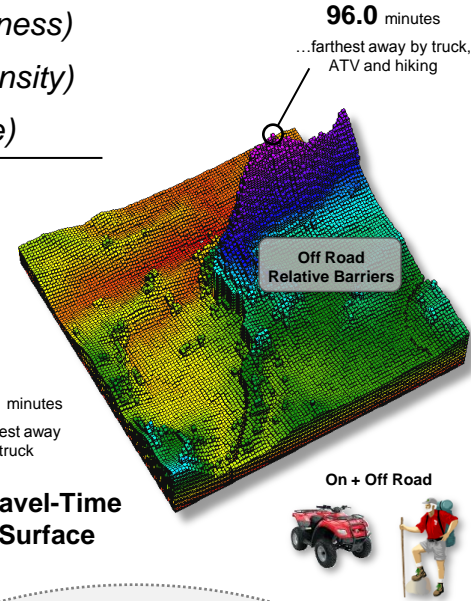 ness)
nsity)
e)
96.0 minutes
…farthest away by truck,
ATV and hiking
Off Road
Relative Barriers
minutes
est away
truck
avel-Time
Surface
On + Off Road